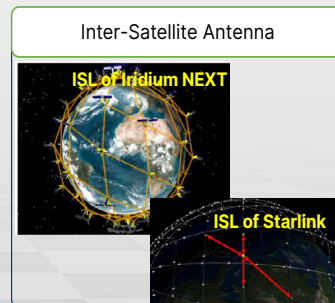 Inter-Satellite Antenna
ISL of Iridium NEXT
ISL of Starlink